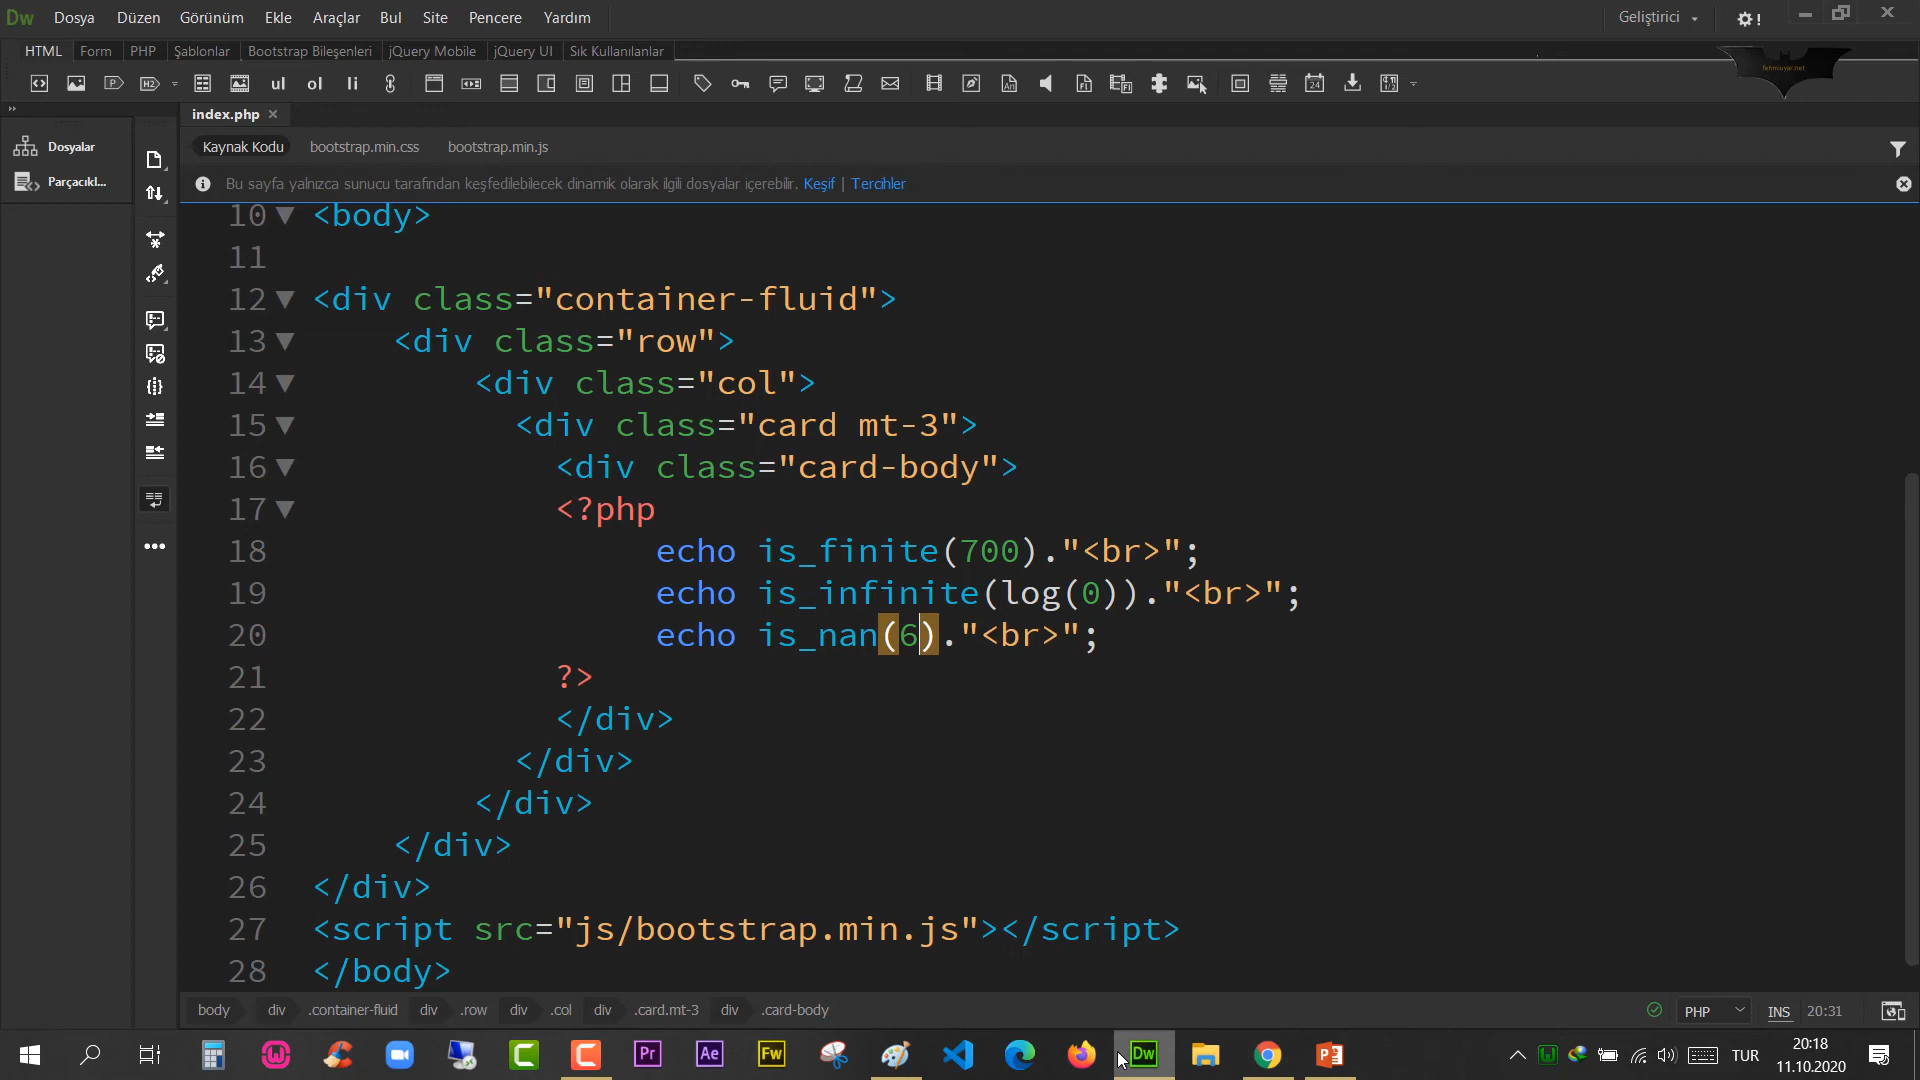 Dw Dosya Düzen Görünüm Ekle Araçlar Bul Site Pencere Yardım Geliştirici
HTML Form PHP Şablonlar Bootstrap Bileşenleri jQuery Mobile jQuery UI Sık Kullanılanlar
fehmiuyar.net
ul ol li
index.php
Dosyalar
Parçacıkl...
Kaynak Kodu bootstrap.min.css bootstrap.min.js
Bu sayfa yalnızca sunucu tarafından keşfedilebilecek dinamik olarak ilgili dosyalar içerebilir. Keşif | Tercihler
10 <body>
11
12 <div class="container-fluid">
13 <div class="row">
14 <div class="col">
15 <div class="card mt-3">
16 <div class="card-body">
17 <?php
18 echo is_finite(700)."<br>";
19 echo is_infinite(log(0))."<br>";
20 echo is_nan(6)."<br>";
21 ?>
22 </div>
23 </div>
24 </div>
25 </div>
26 </div>
27 <script src="js/bootstrap.min.js"></script>
28 </body>
body div .container-fluid div .row div .col div .card.mt-3 div .card-body PHP INS 20:31
Pr Ae Fw Dw TUR 20:18
11.10.2020